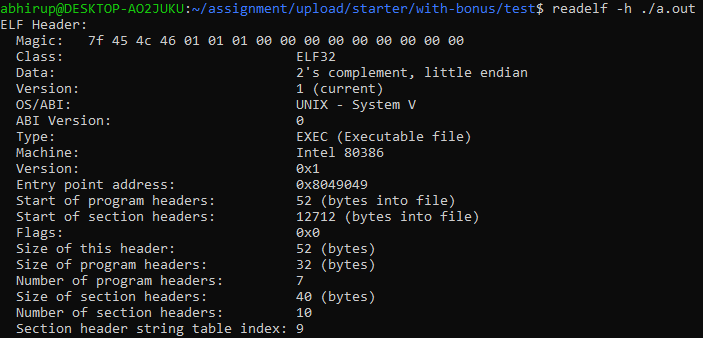 abhirup@DESKTOP-AO2JUKU:~/assignment/upload/starter/with-bonus/test$ readelf -h ./a.out
ELF Header:
  Magic:   7f 45 4c 46 01 01 01 00 00 00 00 00 00 00 00 00
  Class:                             ELF32
  Data:                              2's complement, little endian
  Version:                           1 (current)
  OS/ABI:                            UNIX - System V
  ABI Version:                       0
  Type:                              EXEC (Executable file)
  Machine:                           Intel 80386
  Version:                           0x1
  Entry point address:               0x8049049
  Start of program headers:          52 (bytes into file)
  Start of section headers:          12712 (bytes into file)
  Flags:                             0x0
  Size of this header:               52 (bytes)
  Size of program headers:           32 (bytes)
  Number of program headers:         7
  Size of section headers:           40 (bytes)
  Number of section headers:         10
  Section header string table index: 9